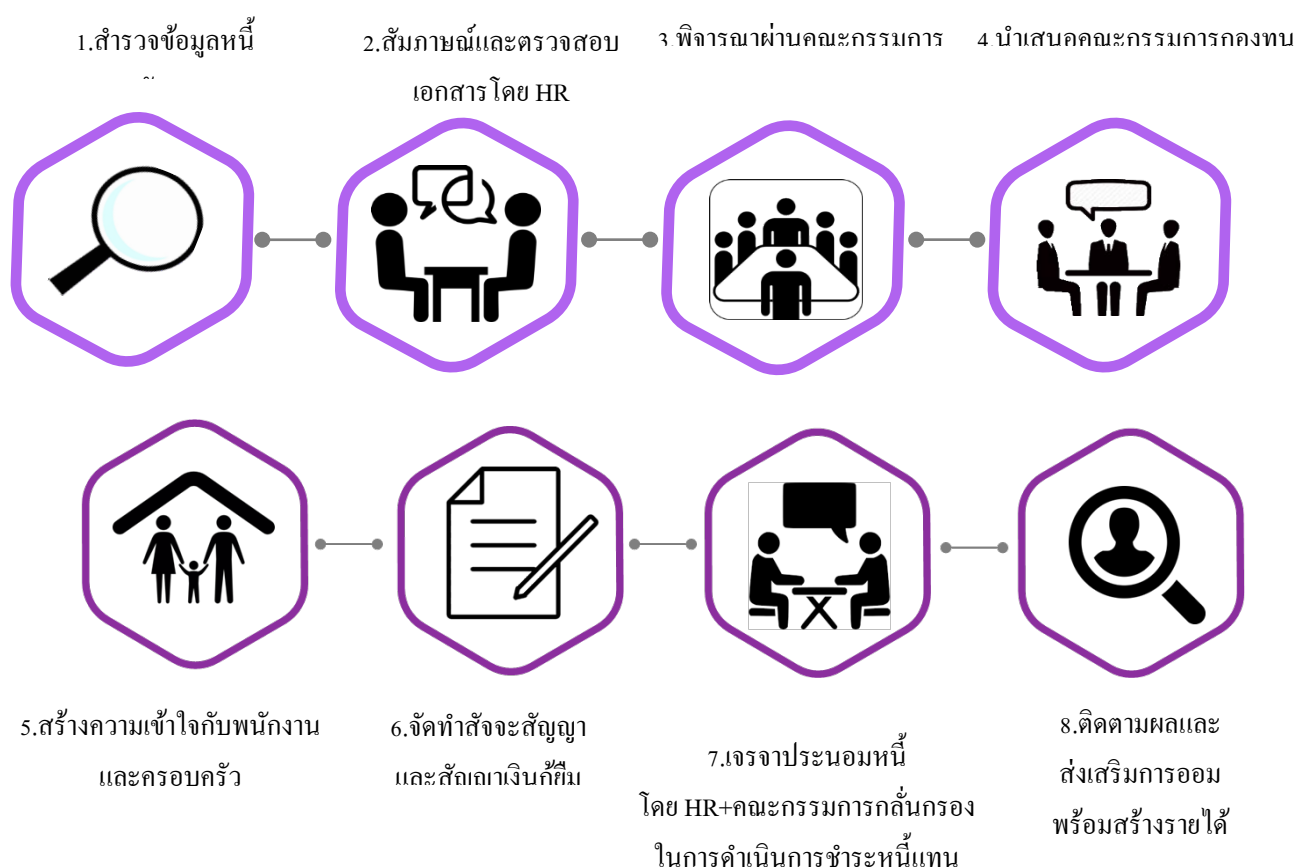 1.สำรวจข้อมูลหนี้
2.สัมภาษณ์และตรวจสอบ
เอกสารโดย HR
3.พิจารณาผ่านคณะกรรมการ
4.นำเสนอคณะกรรมการกองทุน
5.สร้างความเข้าใจกับพนักงาน
และครอบครัว
6.จัดทำสัจจะสัญญา
และสัญญาเงินกู้ยืม
7.เจรจาประนอมหนี้
โดย HR+คณะกรรมการกลั่นกรอง
ในการดำเนินการชำระหนี้แทน
8.ติดตามผลและ
ส่งเสริมการออม
พร้อมสร้างรายได้